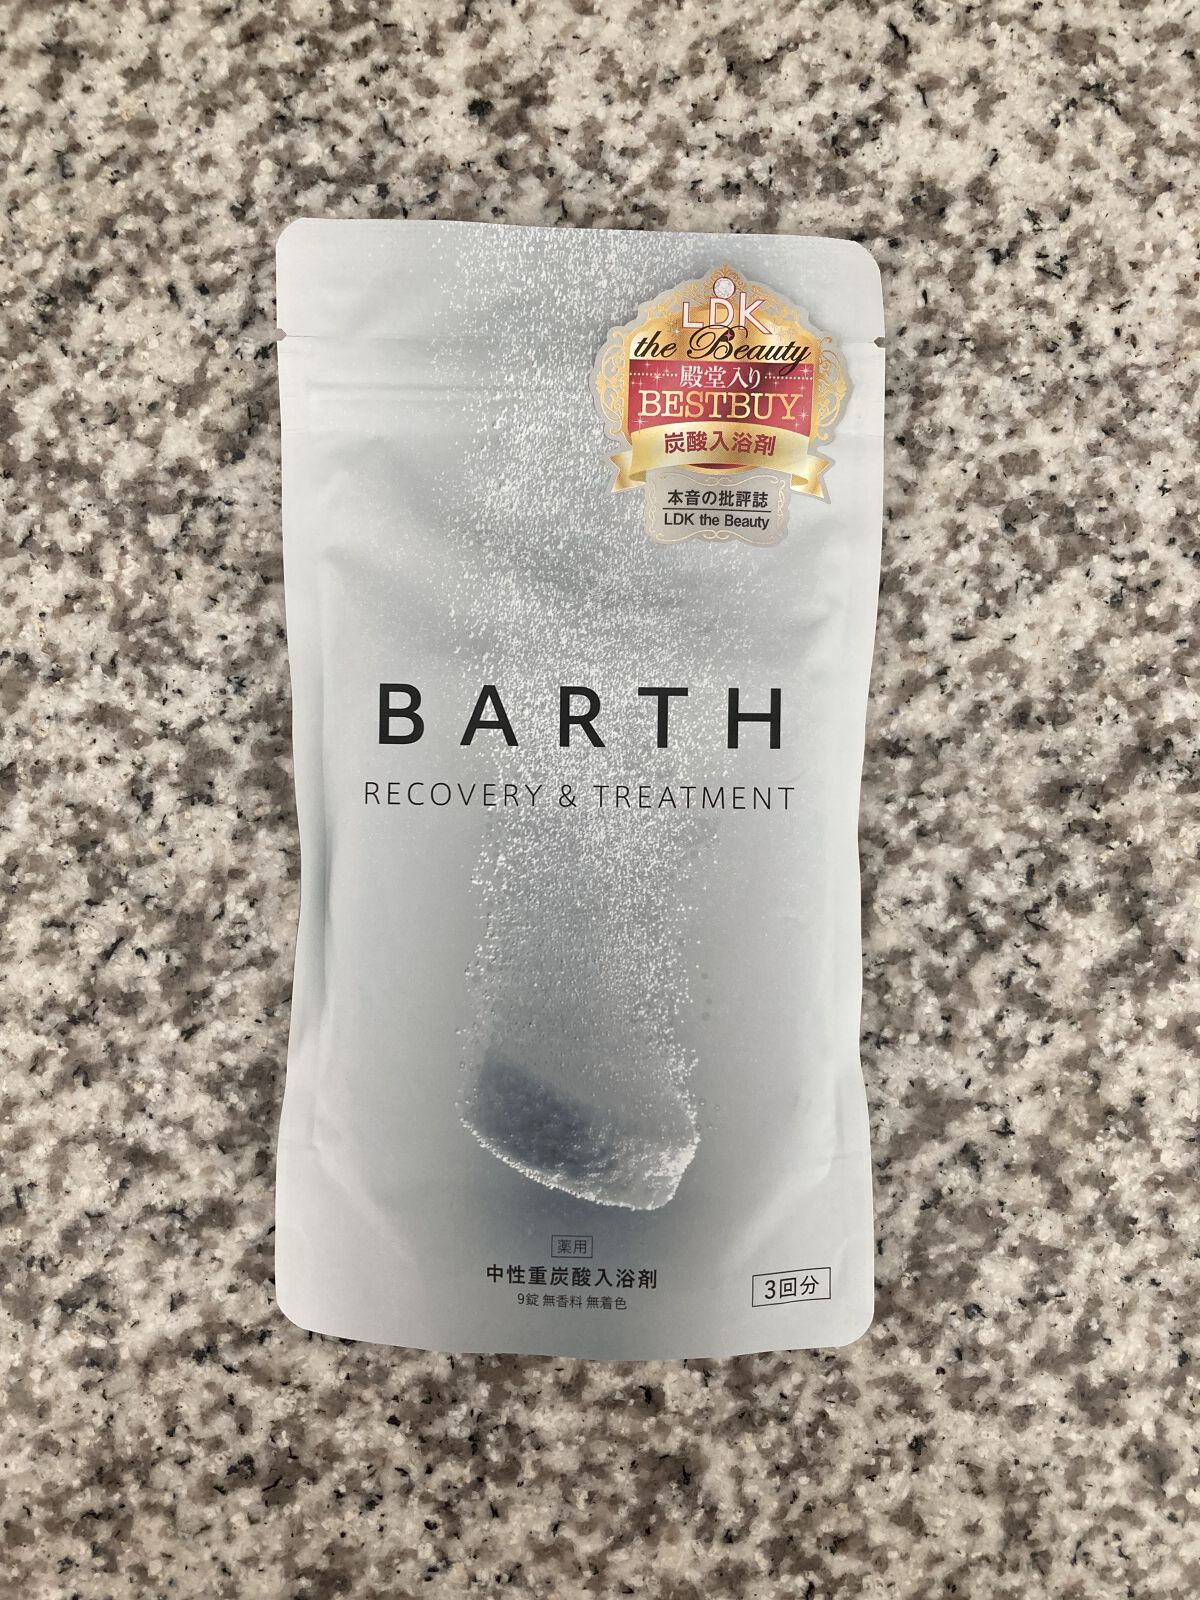 LDK
the Beauty
殿堂入り
BESTBUY
炭酸入浴剤
本音の批評誌
LDK the Beauty
BARTH
RECOVERY & TREATMENT
薬用
中性重炭酸入浴剤
9錠 無香料 無着色
3回分